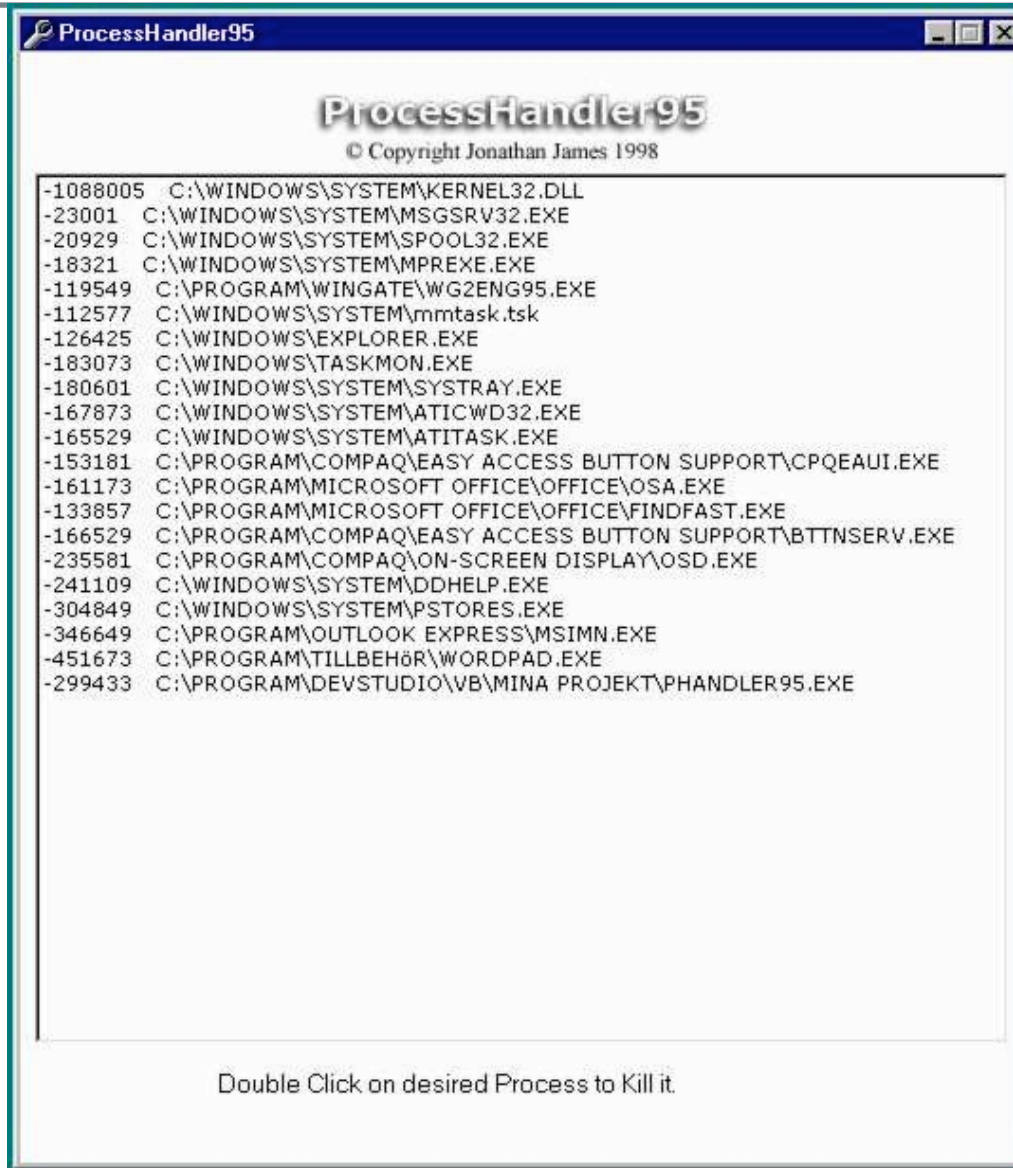 ProcessHandler95
ProcessHandler95
© Copyright Jonathan James 1998
-1088005 C:\WINDOWS\SYSTEM\KERNEL32.DLL
-23001 C:\WINDOWS\SYSTEM\MSGSRV32.EXE
-20929 C:\WINDOWS\SYSTEM\SPOOL32.EXE
-18321 C:\WINDOWS\SYSTEM\MPREXE.EXE
-119549 C:\PROGRAM\WINGATE\WG2ENG95.EXE
-112577 C:\WINDOWS\SYSTEM\mmtask.tsk
-126425 C:\WINDOWS\EXPLORER.EXE
-183073 C:\WINDOWS\TASKMON.EXE
-180601 C:\WINDOWS\SYSTEM\SYSTRAY.EXE
-167873 C:\WINDOWS\SYSTEM\ATICWD32.EXE
-165529 C:\WINDOWS\SYSTEM\ATITASK.EXE
-153181 C:\PROGRAM\COMPAQ\EASY ACCESS BUTTON SUPPORT\CPQEAUI.EXE
-161173 C:\PROGRAM\MICROSOFT OFFICE\OFFICE\OSA.EXE
-133857 C:\PROGRAM\MICROSOFT OFFICE\OFFICE\FINDFAST.EXE
-166529 C:\PROGRAM\COMPAQ\EASY ACCESS BUTTON SUPPORT\BTTNSERV.EXE
-235581 C:\PROGRAM\COMPAQ\ON-SCREEN DISPLAY\OSD.EXE
-241109 C:\WINDOWS\SYSTEM\DDHELP.EXE
-304849 C:\WINDOWS\SYSTEM\PSTORES.EXE
-346649 C:\PROGRAM\OUTLOOK EXPRESS\MSIMN.EXE
-451673 C:\PROGRAM\TILLBEHöR\WORDPAD.EXE
-299433 C:\PROGRAM\DEVSTUDIO\VB\MINA PROJEKT\PHANDLER95.EXE
Double Click on desired Process to Kill it.